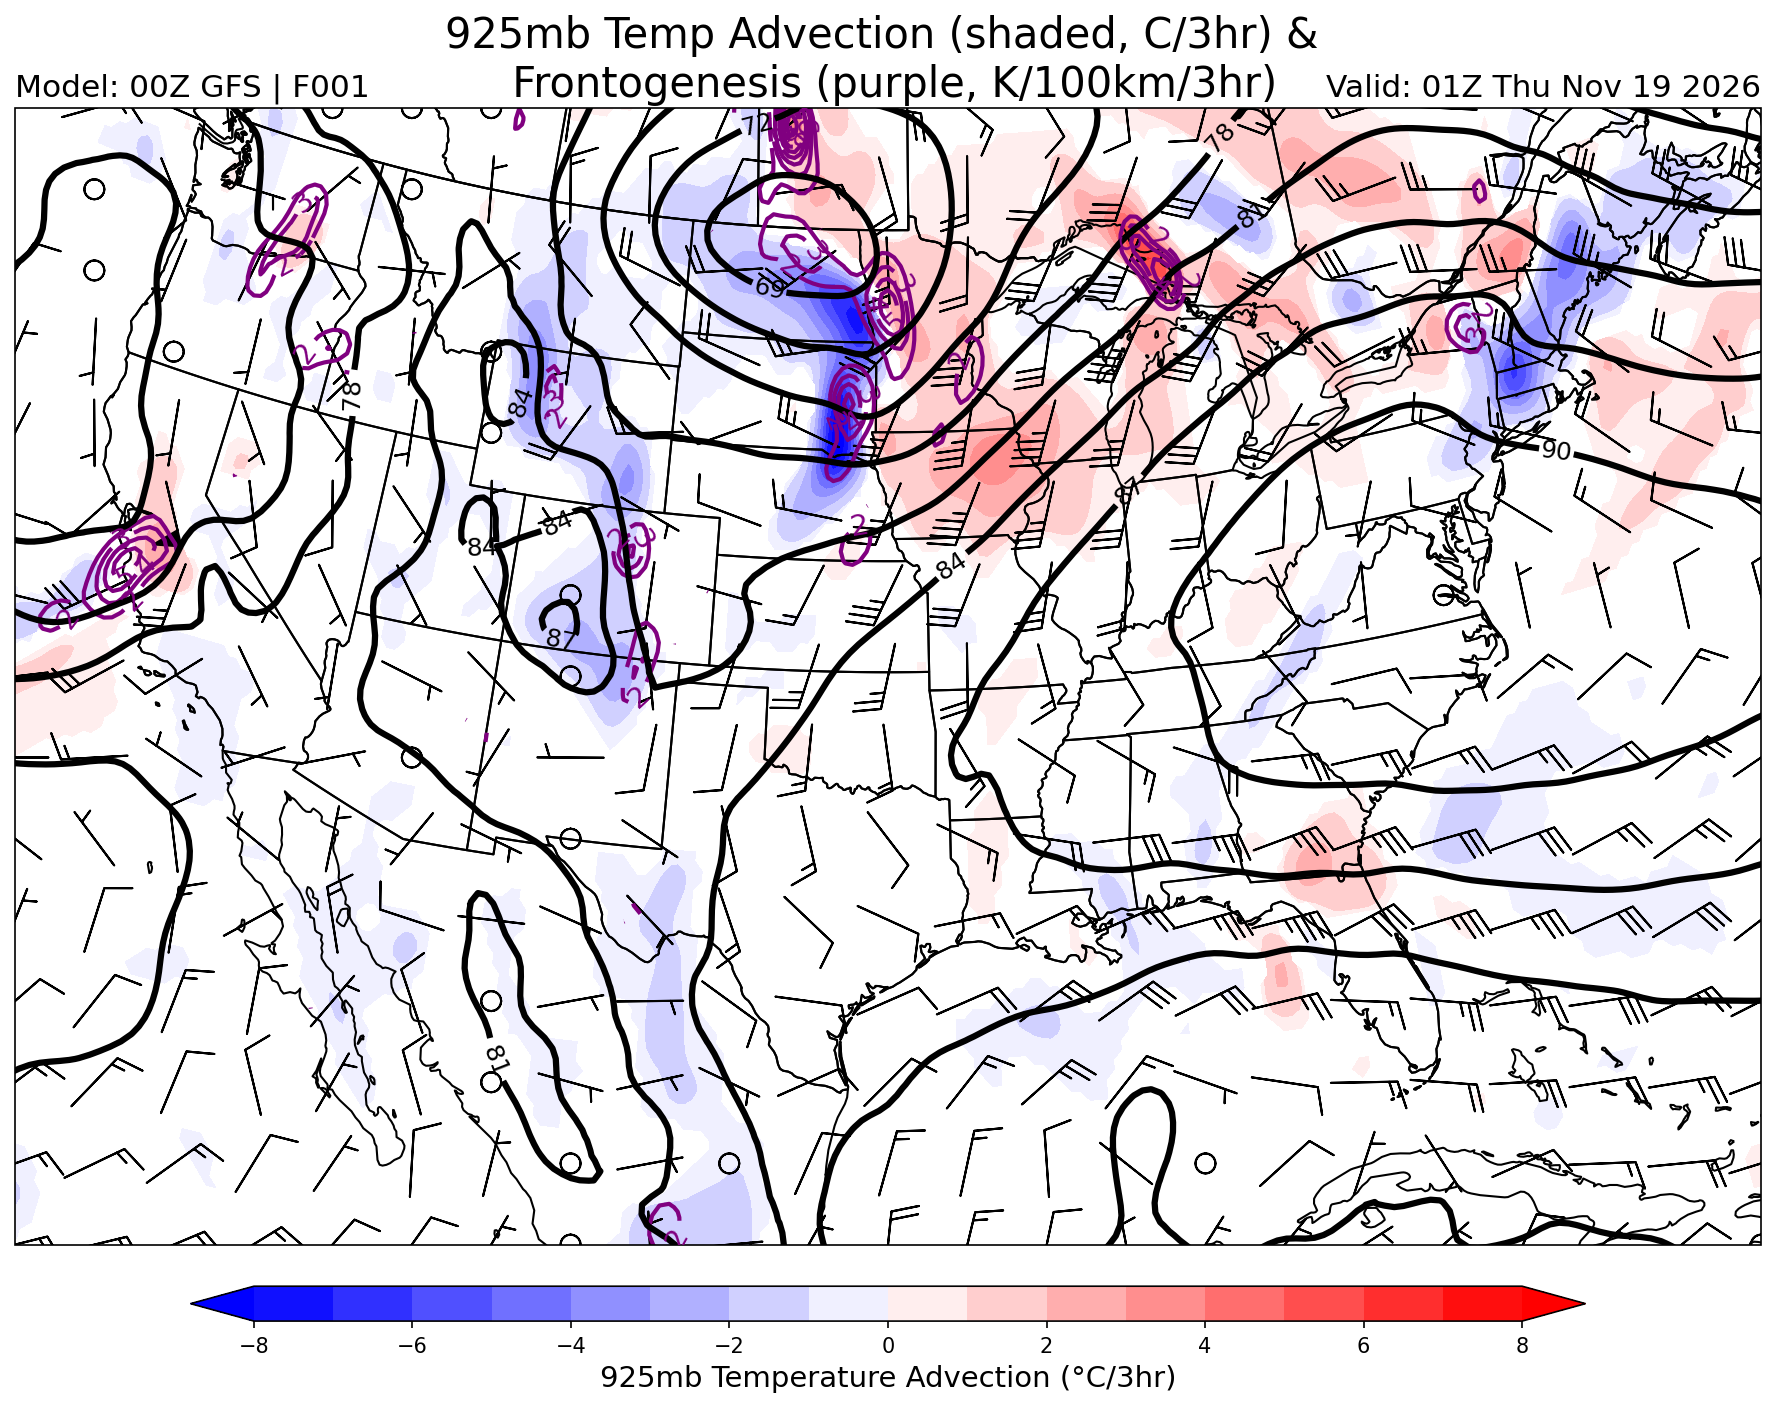 925mb Temp Advection (shaded, C/3hr) &
Frontogenesis (purple, K/100km/3hr)
Model: 00Z GFS | F001
Valid: 01Z Thu Nov 19 2026
72
78
81
69
78
84
90
87
84
84
84
87
81
−8 −6 −4 −2 0 2 4 6 8
925mb Temperature Advection (°C/3hr)